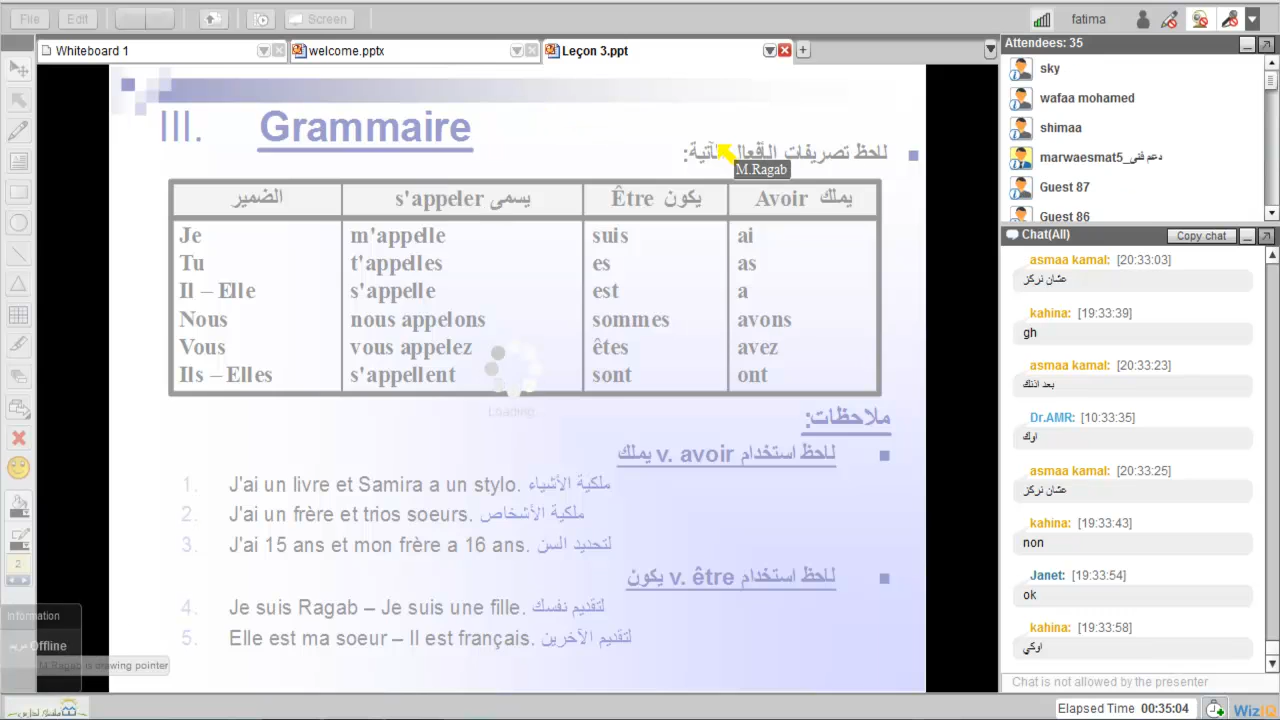 File Edit Screen fatima
Whiteboard 1 welcome.pptx Leçon 3.ppt
III. Grammaire
لاحظ تصريفات الأفعال الآتية:
M.Ragab
الضمير s'appeler يسمى Être يكون Avoir يملك
Je m'appelle suis ai
Tu t'appelles es as
Il – Elle s'appelle est a
Nous nous appelons sommes avons
Vous vous appelez êtes avez
Ils – Elles s'appellent sont ont
Loading
ملاحظات:
لاحظ استخدام v. avoir يملك
1. J'ai un livre et Samira a un stylo. ملكية الأشياء
2. J'ai un frère et trios soeurs. ملكية الأشخاص
3. J'ai 15 ans et mon frère a 16 ans. لتحديد السن
لاحظ استخدام v. être يكون
4. Je suis Ragab – Je suis une fille. لتقديم نفسك
5. Elle est ma soeur – Il est français. لتقديم الآخرين
2
Information
Offline
M.Ragab is drawing pointer
Attendees: 35
sky
wafaa mohamed
shimaa
marwaesmat5_دعم فنى
Guest 87
Guest 86
Chat(All) Copy chat
asmaa kamal: [20:33:03]
عشان نركز
kahina: [19:33:39]
gh
asmaa kamal: [20:33:23]
بعد اذنك
Dr.AMR: [10:33:35]
اوك
asmaa kamal: [20:33:25]
عشان نركز
kahina: [19:33:43]
non
Janet: [19:33:54]
ok
kahina: [19:33:58]
اوكي
Chat is not allowed by the presenter
Elapsed Time 00:35:04 WizIQ